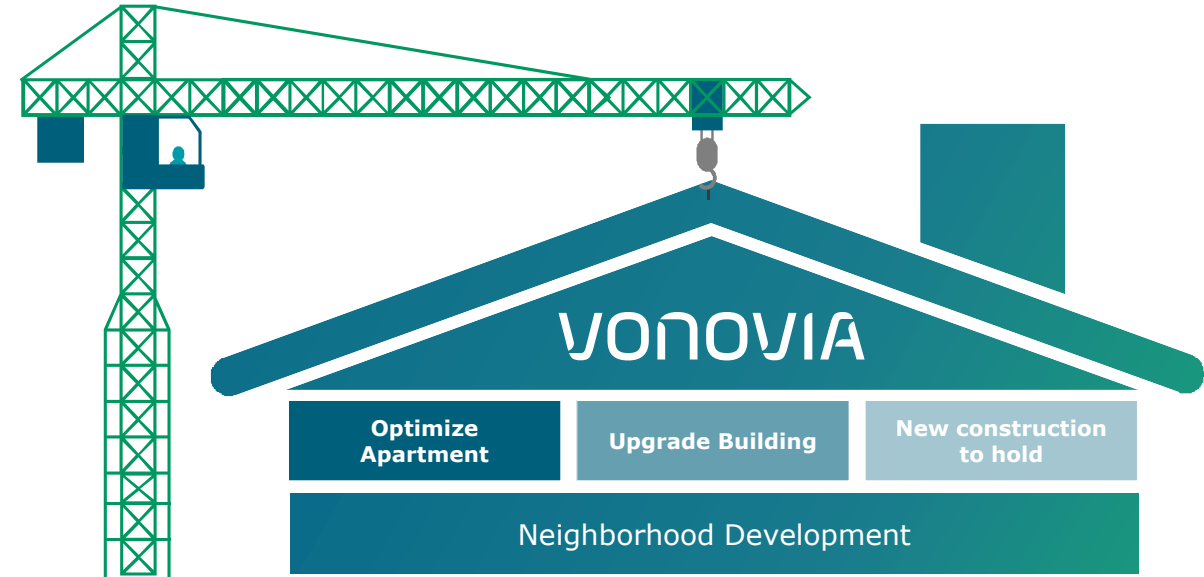 VONOVIA
Optimize
Apartment
Upgrade Building
New construction
to hold
Neighborhood Development